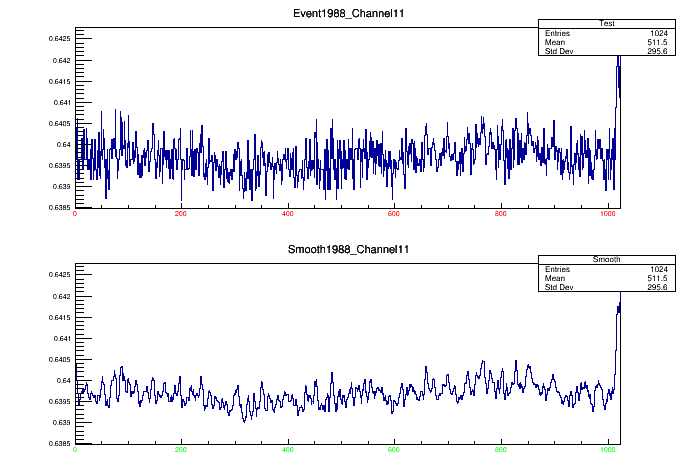 Event1988_Channel11
Test
Entries 1024
Mean 511.5
Std Dev 295.6
0.6425
0.642
0.6415
0.641
0.6405
0.64
0.6395
0.639
0.6385
0 200 400 600 800 1000
Smooth1988_Channel11
Smooth
Entries 1024
Mean 511.5
Std Dev 295.6
0.6425
0.642
0.6415
0.641
0.6405
0.64
0.6395
0.639
0.6385
0 200 400 600 800 1000